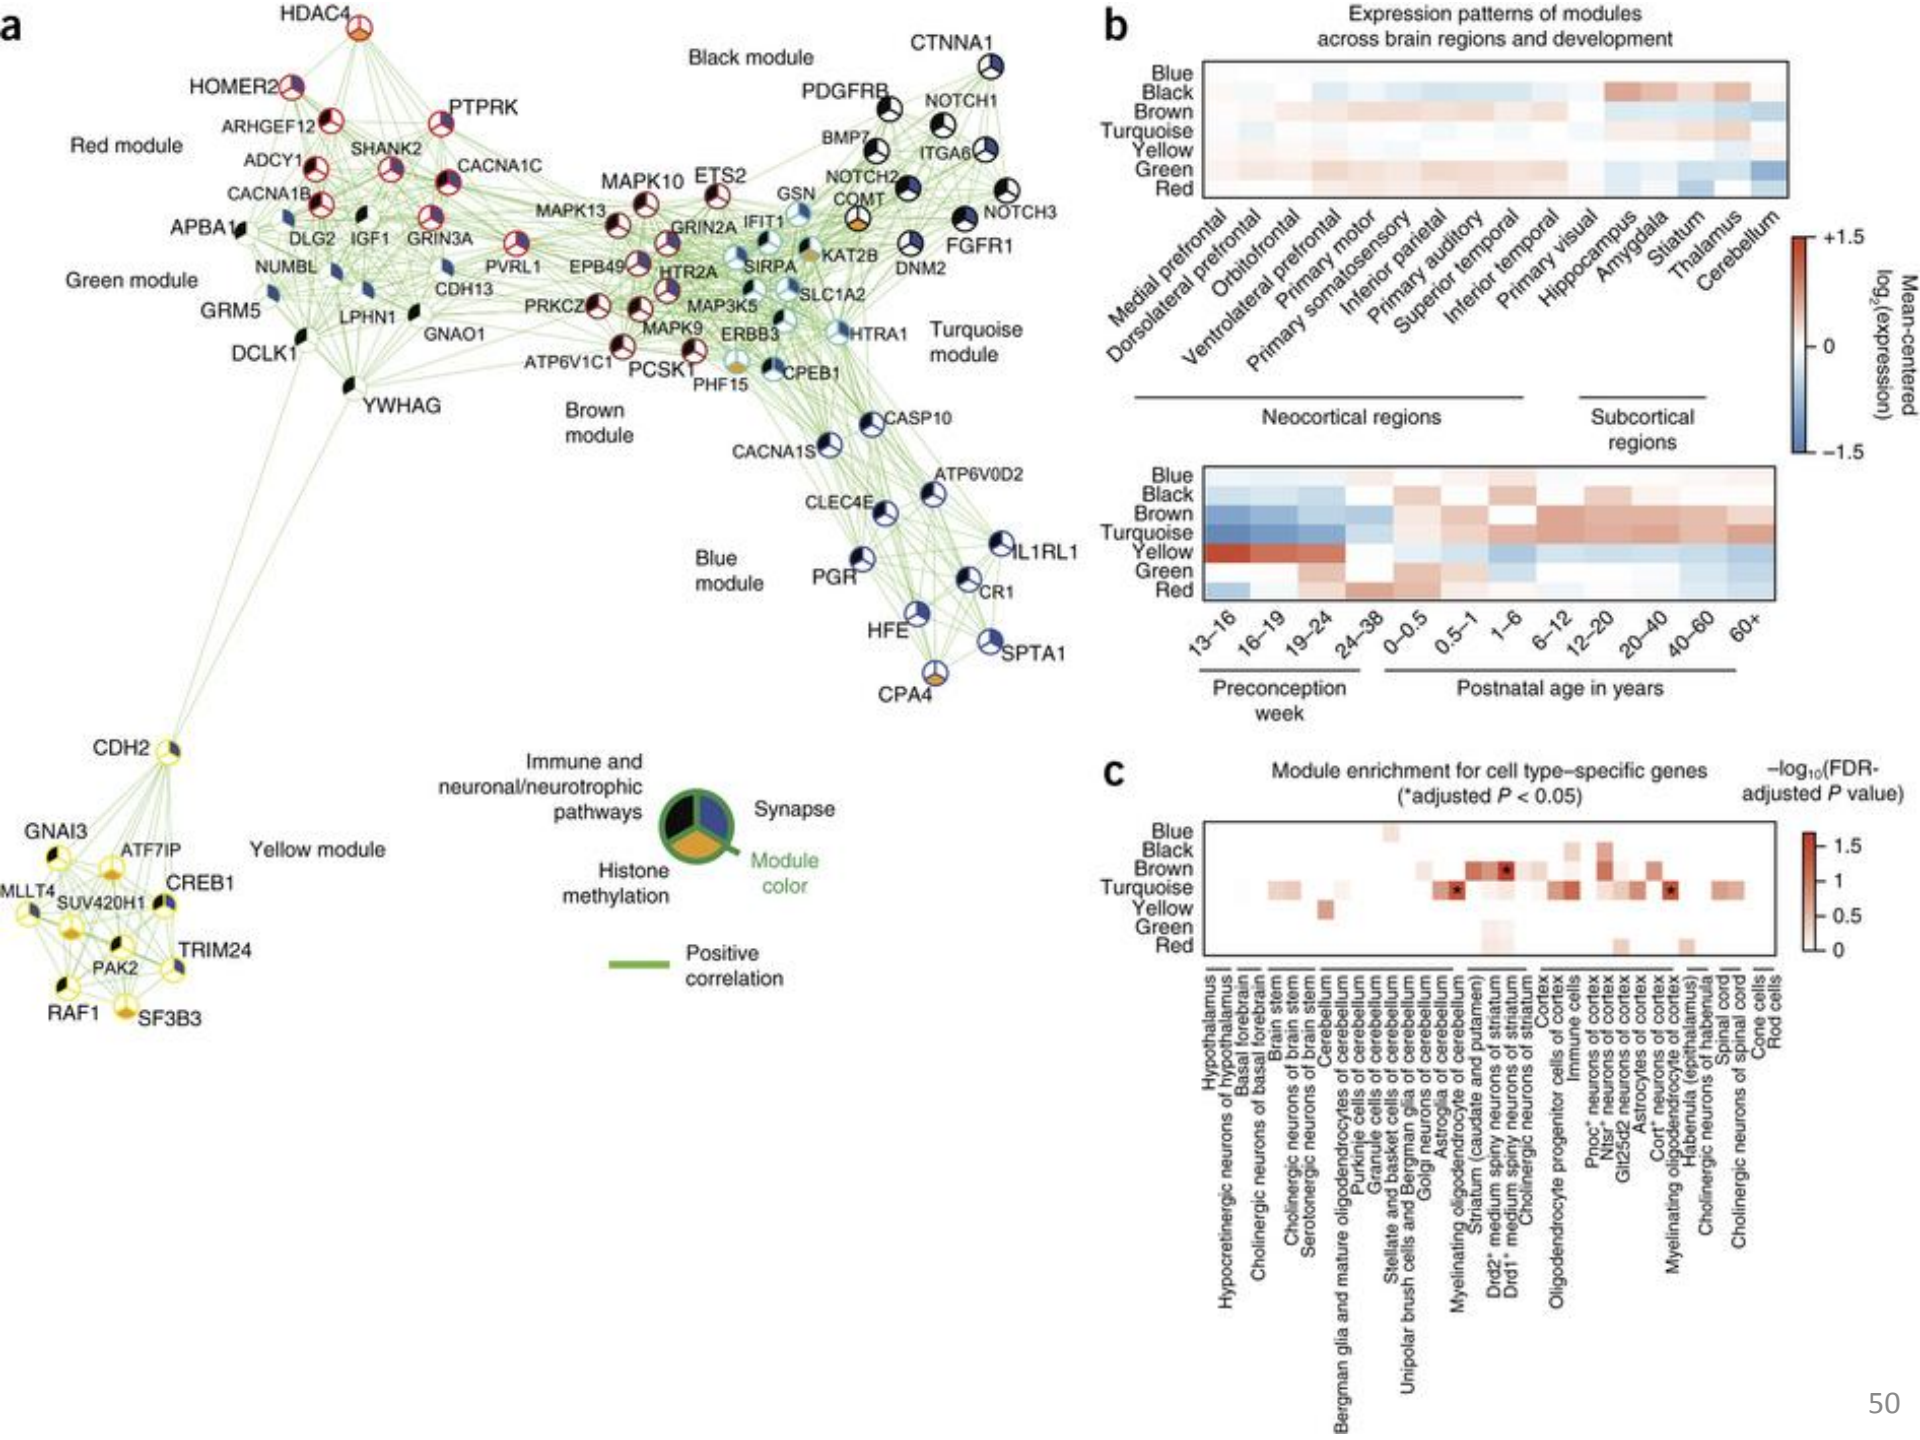 a
HDAC4
HOMER2
PTPRK
ARHGEF12
Red module
SHANK2
ADCY1
CACNA1C
CACNA1B
APBA1
DLG2
IGF1
GRIN3A
NUMBL
PVRL1
Green module
CDH13
GRM5
LPHN1
GNAO1
DCLK1
YWHAG
Black module
CTNNA1
PDGFRB
NOTCH1
BMP7
ITGA6
NOTCH2
COMT
NOTCH3
FGFR1
DNM2
MAPK10
ETS2
MAPK13
GSN
GRIN2A
IFIT1
KAT2B
EPB49
HTR2A
SIRPA
SLC1A2
PRKCZ
MAP3K5
MAPK9
ERBB3
HTRA1
Turquoise
module
ATP6V1C1
PCSK1
PHF15
CPEB1
Brown
module
CASP10
CACNA1S
ATP6V0D2
CLEC4E
Blue
module
IL1RL1
PGR
CR1
HFE
SPTA1
CPA4
CDH2
GNAI3
ATF7IP
Yellow module
MLLT4
CREB1
SUV420H1
TRIM24
PAK2
RAF1
SF3B3
Immune and
neuronal/neurotrophic
pathways
Synapse
Histone
methylation
Module
color
Positive
correlation
b
Expression patterns of modules
across brain regions and development
Blue
Black
Brown
Turquoise
Yellow
Green
Red
Medial prefrontal
Dorsolateral prefrontal
Orbitofrontal
Ventrolateral prefrontal
Primary motor
Primary somatosensory
Inferior parietal
Primary auditory
Superior temporal
Inferior temporal
Primary visual
Hippocampus
Amygdala
Stiatum
Thalamus
Cerebellum
+1.5
0
−1.5
Mean-centered
log2(expression)
Neocortical regions
Subcortical
regions
Blue
Black
Brown
Turquoise
Yellow
Green
Red
13–16
16–19
19–24
24–38
0–0.5
0.5–1
1–6
6–12
12–20
20–40
40–60
60+
Preconception
week
Postnatal age in years
c
Module enrichment for cell type–specific genes
(*adjusted P < 0.05)
−log10(FDR-
adjusted P value)
Blue
Black
Brown
Turquoise
Yellow
Green
Red
*
*
*
1.5
1
0.5
0
Hypothalamus
Hypocretinergic neurons of hypothalamus
Basal forebrain
Cholinergic neurons of basal forebrain
Brain stem
Cholinergic neurons of brain stem
Serotonergic neurons of brain stem
Cerebellum
Bergman glia and mature oligodendrocytes of cerebellum
Purkinje cells of cerebellum
Granule cells of cerebellum
Stellate and basket cells of cerebellum
Unipolar brush cells and Bergman glia of cerebellum
Golgi neurons of cerebellum
Astroglia of cerebellum
Myelinating oligodendrocyte of cerebellum
Striatum (caudate and putamen)
Drd2+ medium spiny neurons of striatum
Drd1+ medium spiny neurons of striatum
Cholinergic neurons of striatum
Cortex
Oligodendrocyte progenitor cells of cortex
Immune cells
Pnoc+ neurons of cortex
Ntsr+ neurons of cortex
Glt25d2 neurons of cortex
Astrocytes of cortex
Cort+ neurons of cortex
Myelinating oligodendrocyte of cortex
Habenula (epithalamus)
Cholinergic neurons of habenula
Spinal cord
Cholinergic neurons of spinal cord
Cone cells
Rod cells
50